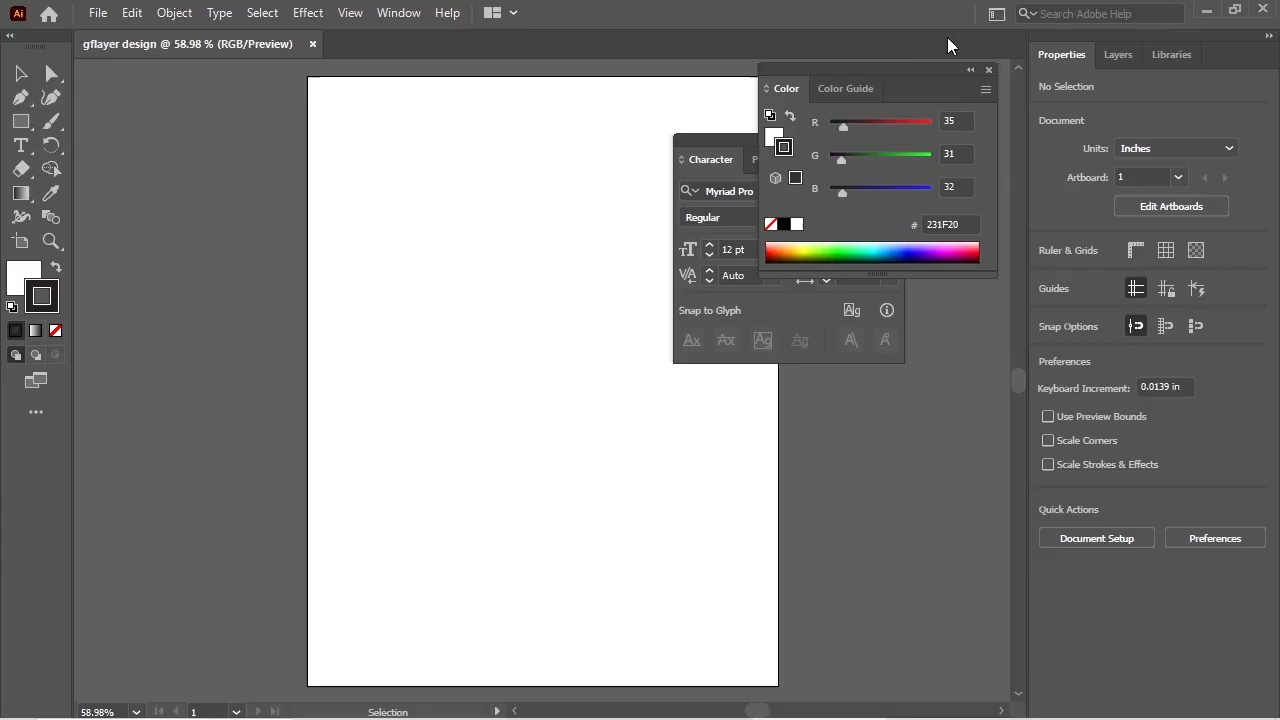 Ai File Edit Object Type Select Effect View Window Help Search Adobe Help
gflayer design @ 58.98 % (RGB/Preview)
Properties Layers Libraries
No Selection
Document
Units: Inches
Artboard: 1
Edit Artboards
Ruler & Grids
Guides
Snap Options
Preferences
Keyboard Increment: 0.0139 in
Use Preview Bounds
Scale Corners
Scale Strokes & Effects
Quick Actions
Document Setup Preferences
Color Color Guide
R 35
G 31
B 32
# 231F20
Character
Myriad Pro
Regular
12 pt
Auto
Snap to Glyph
58.98% 1 Selection